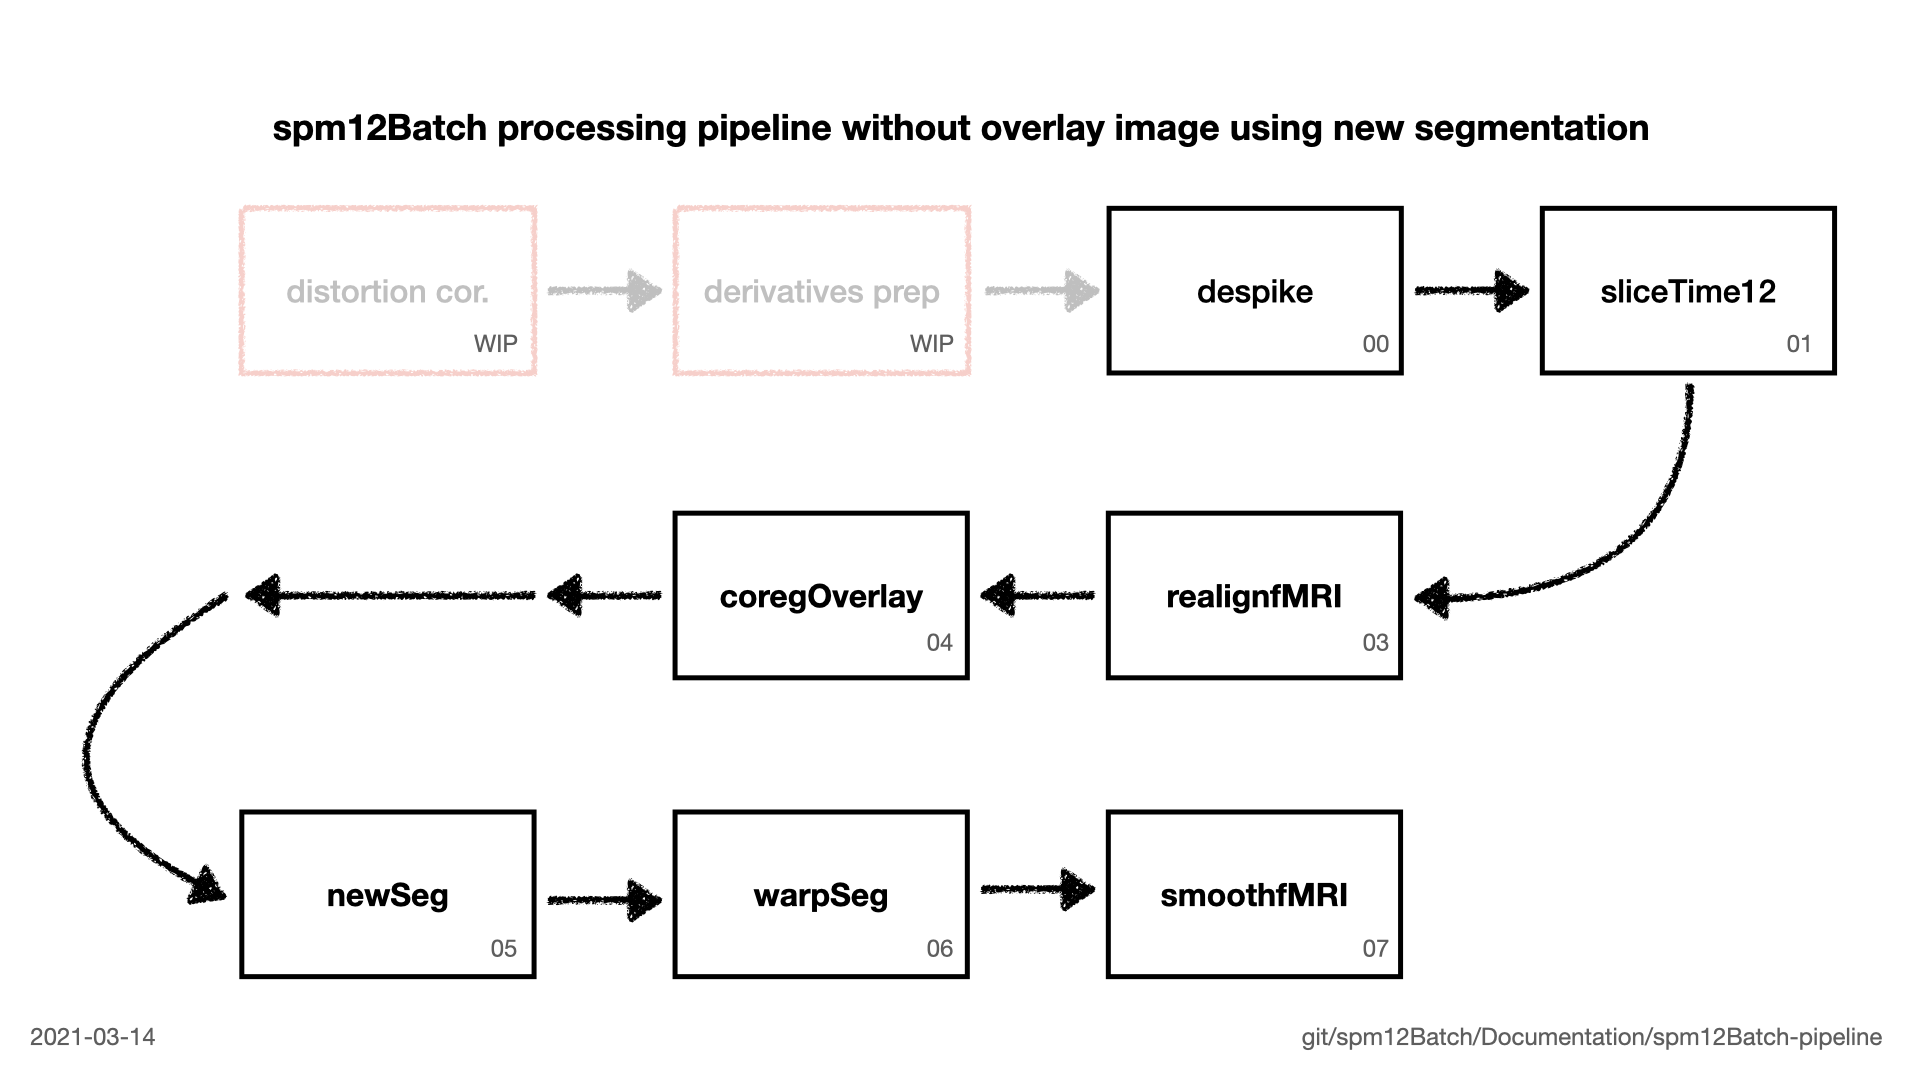 spm12Batch processing pipeline without overlay image using new segmentation
distortion cor.
WIP
derivatives prep
WIP
despike
00
sliceTime12
01
coregOverlay
04
realignfMRI
03
newSeg
05
warpSeg
06
smoothfMRI
07
2021-03-14
git/spm12Batch/Documentation/spm12Batch-pipeline